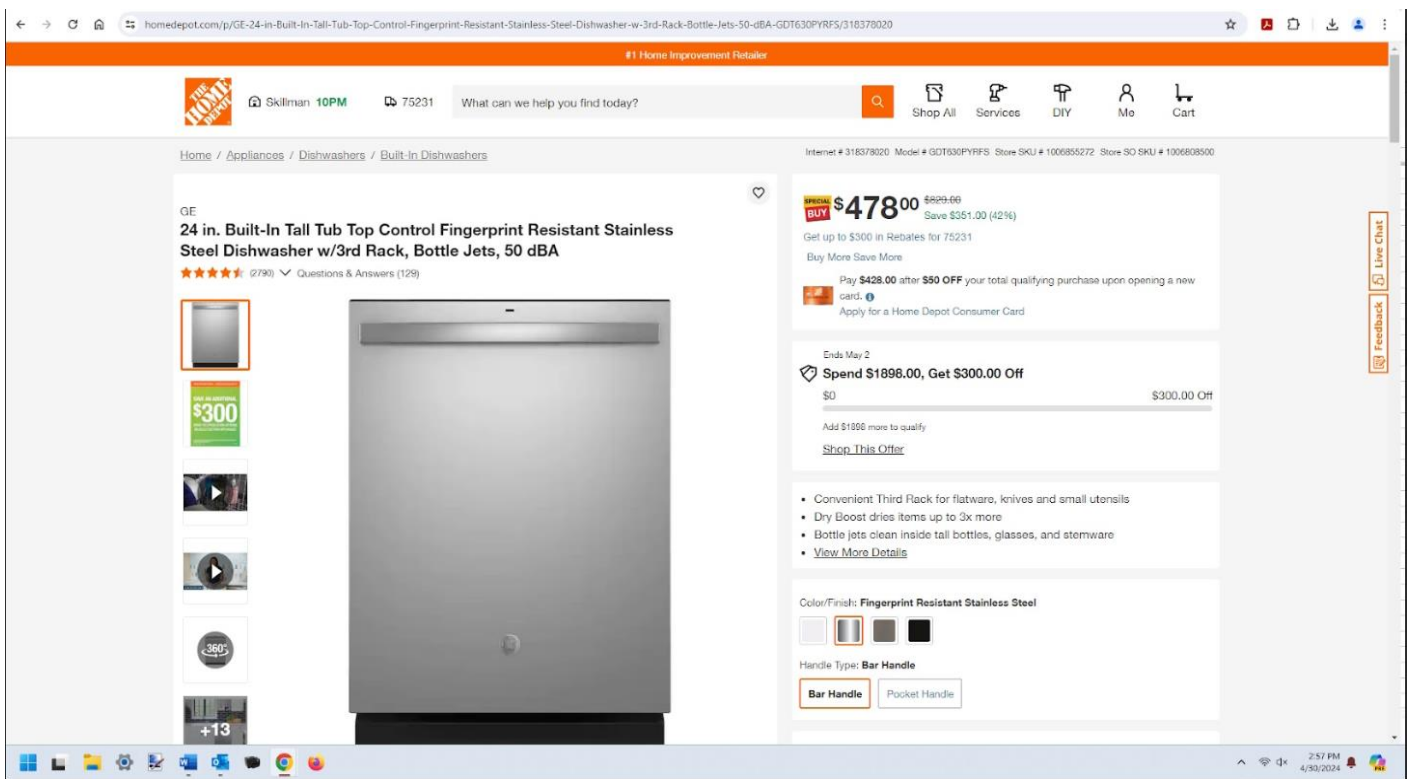 homedepot.com/p/GE-24-in-Built-In-Tall-Tub-Top-Control-Fingerprint-Resistant-Stainless-Steel-Dishwasher-w-3rd-Rack-Bottle-Jets-50-dBA-GDT630PYRFS/318378020
#1 Home Improvement Retailer
THE HOME DEPOT
Skillman 10PM
75231
What can we help you find today?
Shop All
Services
DIY
Me
Cart
Home / Appliances / Dishwashers / Built-In Dishwashers
Internet # 318378020 Model # GDT630PYRFS Store SKU # 1006855272 Store SO SKU # 1006808500
GE
24 in. Built-In Tall Tub Top Control Fingerprint Resistant Stainless
Steel Dishwasher w/3rd Rack, Bottle Jets, 50 dBA
(2790)
Questions & Answers (129)
$300
360°
+13
SPECIAL BUY
$478 00
$829.00
Save $351.00 (42%)
Get up to $300 in Rebates for 75231
Buy More Save More
Pay $428.00 after $50 OFF your total qualifying purchase upon opening a new
card.
Apply for a Home Depot Consumer Card
Ends May 2
Spend $1898.00, Get $300.00 Off
$0
$300.00 Off
Add $1898 more to qualify
Shop This Offer
• Convenient Third Rack for flatware, knives and small utensils
• Dry Boost dries items up to 3x more
• Bottle jets clean inside tall bottles, glasses, and stemware
• View More Details
Color/Finish: Fingerprint Resistant Stainless Steel
Handle Type: Bar Handle
Bar Handle
Pocket Handle
Live Chat
Feedback
2:57 PM
4/30/2024